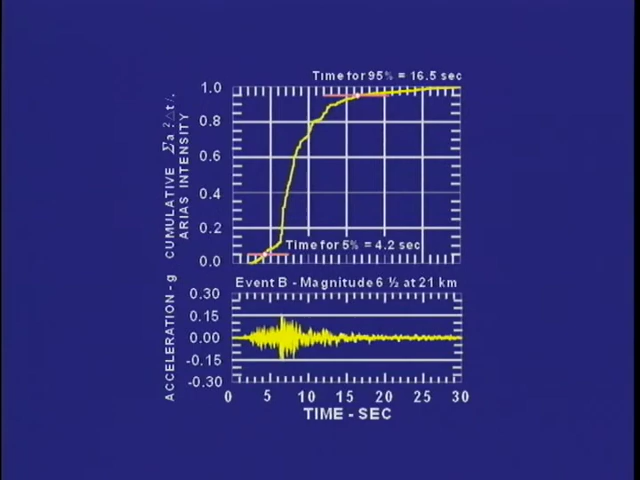 Time for 95% = 16.5 sec
CUMULATIVE Σa²Δt/.
ARIAS INTENSITY
1.0
0.8
0.6
0.4
0.2
0.0
Time for 5% = 4.2 sec
Event B - Magnitude 6 ½ at 21 km
ACCELERATION - g
0.30
0.15
0.00
-0.15
-0.30
0 5 10 15 20 25 30
TIME - SEC